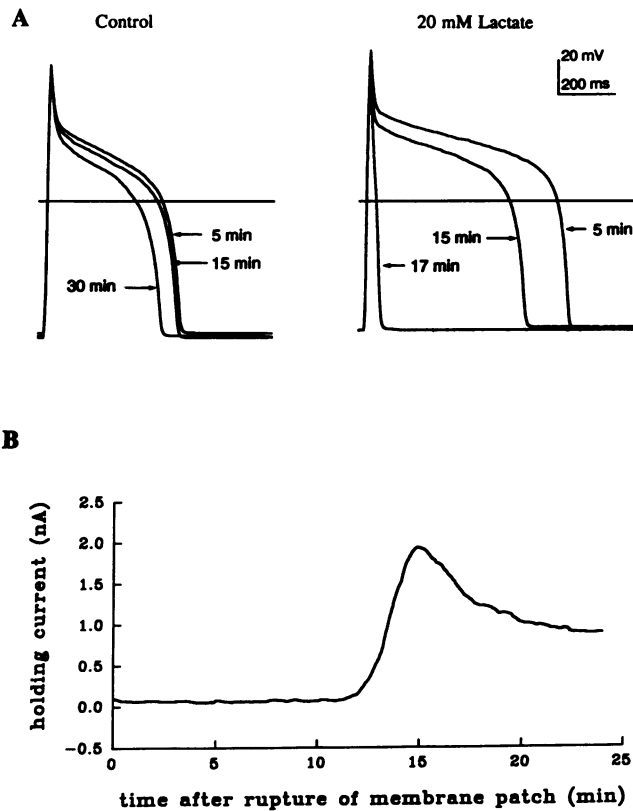 A
Control
20 mM Lactate
20 mV
200 ms
5 min
15 min
30 min
15 min
5 min
17 min
B
holding current (nA)
2.5
2.0
1.5
1.0
0.5
0.0
−0.5
0
5
10
15
20
25
time after rupture of membrane patch (min)